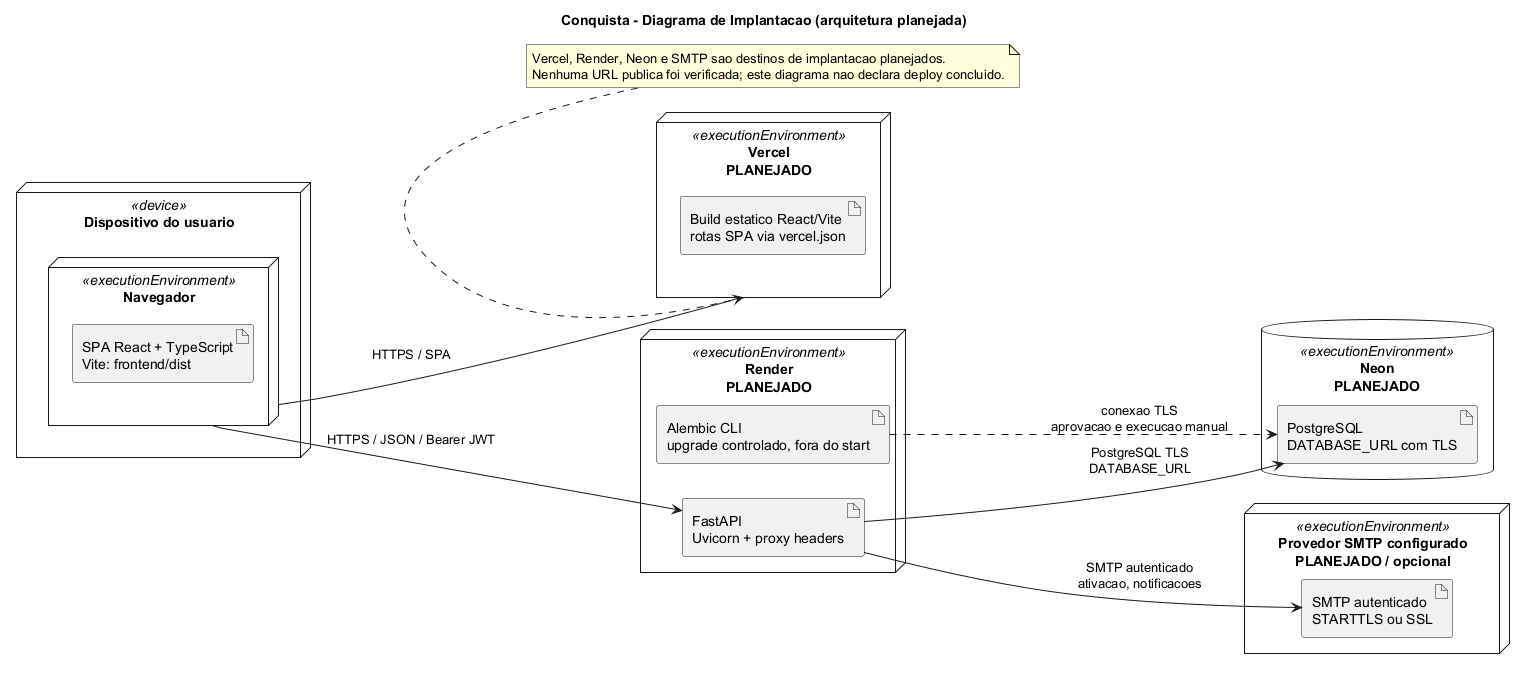 Conquista - Diagrama de Implantacao (arquitetura planejada)
Vercel, Render, Neon e SMTP sao destinos de implantacao planejados.
Nenhuma URL publica foi verificada; este diagrama nao declara deploy concluido.
«executionEnvironment»
Vercel
PLANEJADO
Build estatico React/Vite
rotas SPA via vercel.json
«device»
Dispositivo do usuario
«executionEnvironment»
Navegador
SPA React + TypeScript
Vite: frontend/dist
HTTPS / SPA
HTTPS / JSON / Bearer JWT
«executionEnvironment»
Render
PLANEJADO
Alembic CLI
upgrade controlado, fora do start
FastAPI
Uvicorn + proxy headers
conexao TLS
aprovacao e execucao manual
PostgreSQL TLS
DATABASE_URL
«executionEnvironment»
Neon
PLANEJADO
PostgreSQL
DATABASE_URL com TLS
SMTP autenticado
ativacao, notificacoes
«executionEnvironment»
Provedor SMTP configurado
PLANEJADO / opcional
SMTP autenticado
STARTTLS ou SSL